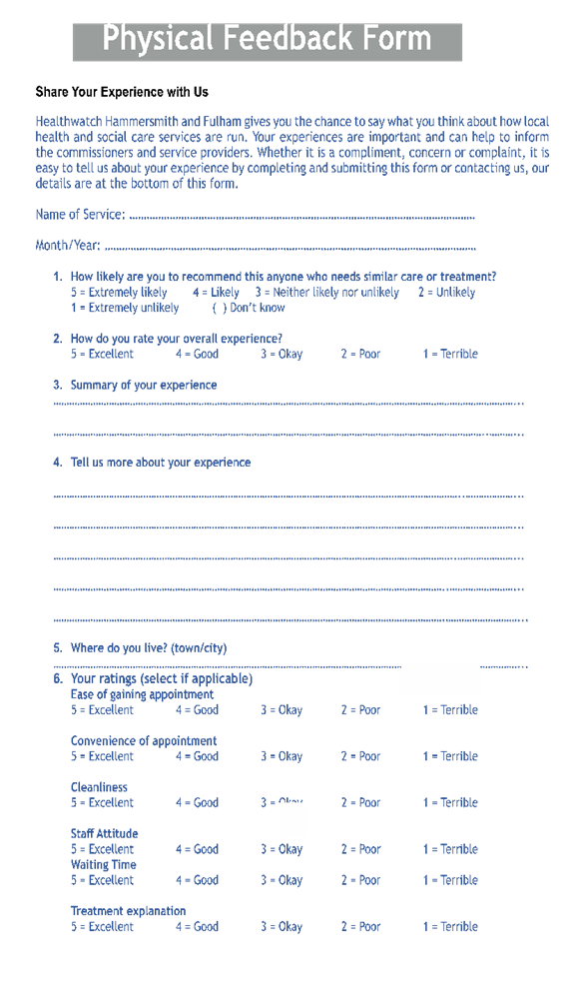 Physical Feedback Form
Share Your Experience with Us
Healthwatch Hammersmith and Fulham gives you the chance to say what you think about how local
health and social care services are run. Your experiences are important and can help to inform
the commissioners and service providers. Whether it is a compliment, concern or complaint, it is
easy to tell us about your experience by completing and submitting this form or contacting us, our
details are at the bottom of this form.
Name of Service:
Month/Year:
1. How likely are you to recommend this anyone who needs similar care or treatment?
5 = Extremely likely 4 = Likely 3 = Neither likely nor unlikely 2 = Unlikely
1 = Extremely unlikely ( ) Don't know
2. How do you rate your overall experience?
5 = Excellent 4 = Good 3 = Okay 2 = Poor 1 = Terrible
3. Summary of your experience
4. Tell us more about your experience
5. Where do you live? (town/city)
6. Your ratings (select if applicable)
Ease of gaining appointment
5 = Excellent 4 = Good 3 = Okay 2 = Poor 1 = Terrible
Convenience of appointment
5 = Excellent 4 = Good 3 = Okay 2 = Poor 1 = Terrible
Cleanliness
5 = Excellent 4 = Good 3 = Okay 2 = Poor 1 = Terrible
Staff Attitude
5 = Excellent 4 = Good 3 = Okay 2 = Poor 1 = Terrible
Waiting Time
5 = Excellent 4 = Good 3 = Okay 2 = Poor 1 = Terrible
Treatment explanation
5 = Excellent 4 = Good 3 = Okay 2 = Poor 1 = Terrible